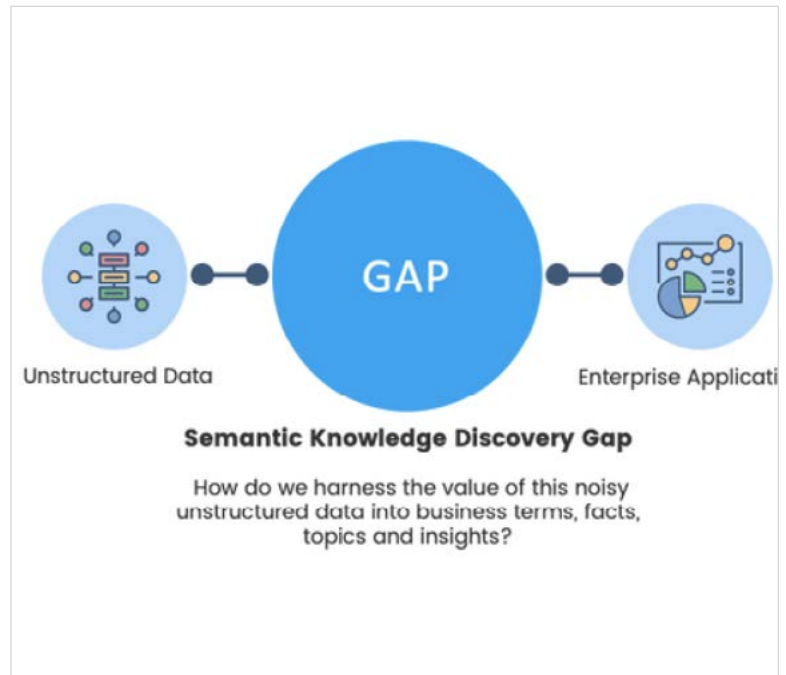 GAP
Unstructured Data
Enterprise Applicati
Semantic Knowledge Discovery Gap
How do we harness the value of this noisy
unstructured data into business terms, facts,
topics and insights?